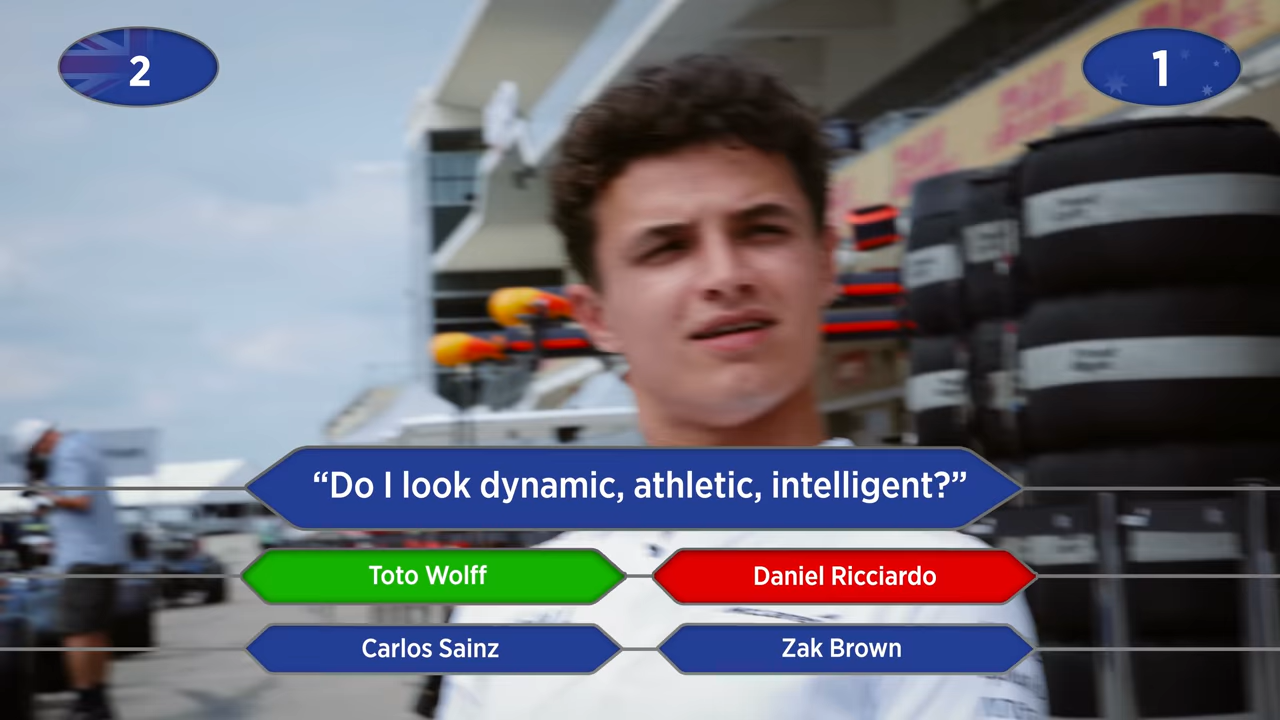 2
1
“Do I look dynamic, athletic, intelligent?”
Toto Wolff
Daniel Ricciardo
Carlos Sainz
Zak Brown